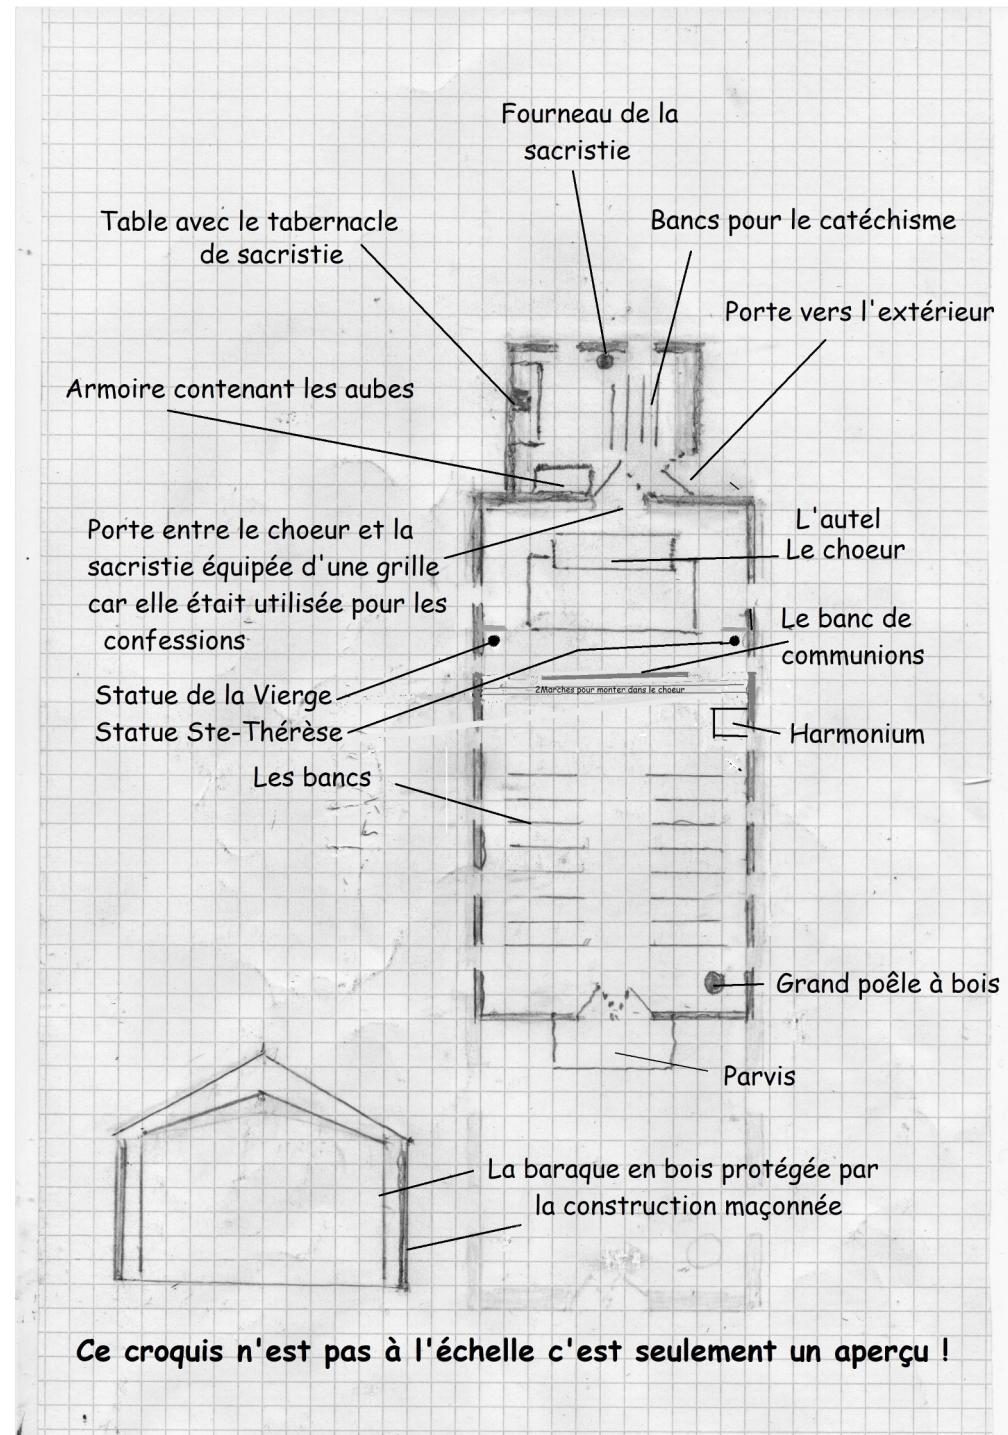 Fourneau de la
sacristie
Table avec le tabernacle
de sacristie
Bancs pour le catéchisme
Porte vers l'extérieur
Armoire contenant les aubes
Porte entre le choeur et la
sacristie équipée d'une grille
car elle était utilisée pour les
confessions
L'autel
Le choeur
Le banc de
communions
Statue de la Vierge
Statue Ste-Thérèse
2Marches pour monter dans le choeur
Harmonium
Les bancs
Grand poêle à bois
Parvis
La baraque en bois protégée par
la construction maçonnée
Ce croquis n'est pas à l'échelle c'est seulement un aperçu !